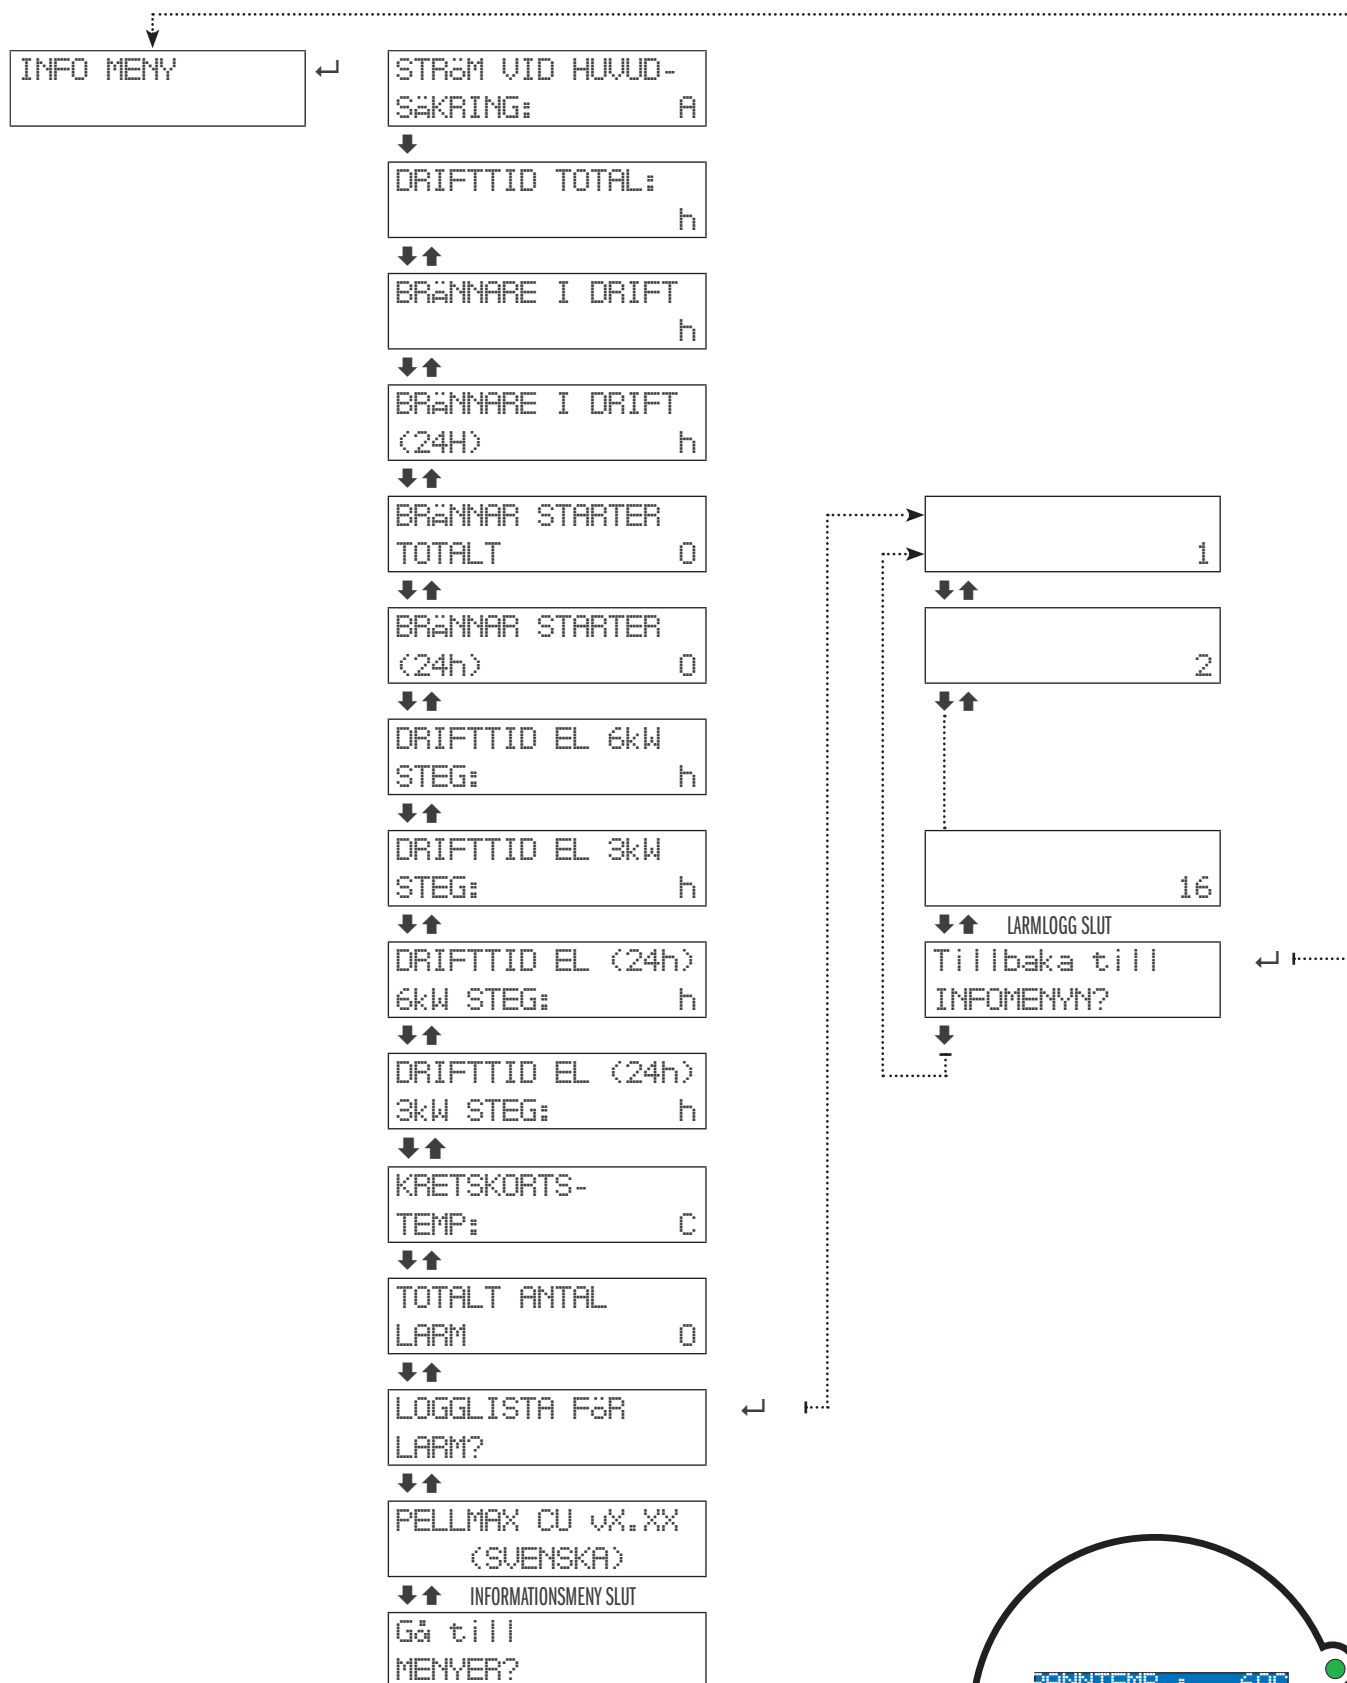 INFO MENY
STRöM VID HUVUD-
SäKRING: A
DRIFTTID TOTAL:
h
BRäNNARE I DRIFT
h
BRäNNARE I DRIFT
(24H) h
BRäNNAR STARTER
TOTALT 0
BRäNNAR STARTER
(24h) 0
DRIFTTID EL 6kW
STEG: h
DRIFTTID EL 3kW
STEG: h
DRIFTTID EL (24h)
6kW STEG: h
DRIFTTID EL (24h)
3kW STEG: h
KRETSKORTS-
TEMP: C
TOTALT ANTAL
LARM 0
LOGGLISTA FöR
LARM?
PELLMAX CU vX.XX
(SVENSKA)
INFORMATIONSMENY SLUT
Gå till
MENYER?
1
2
16
LARMLOGG SLUT
Tillbaka till
INFOMENYN?